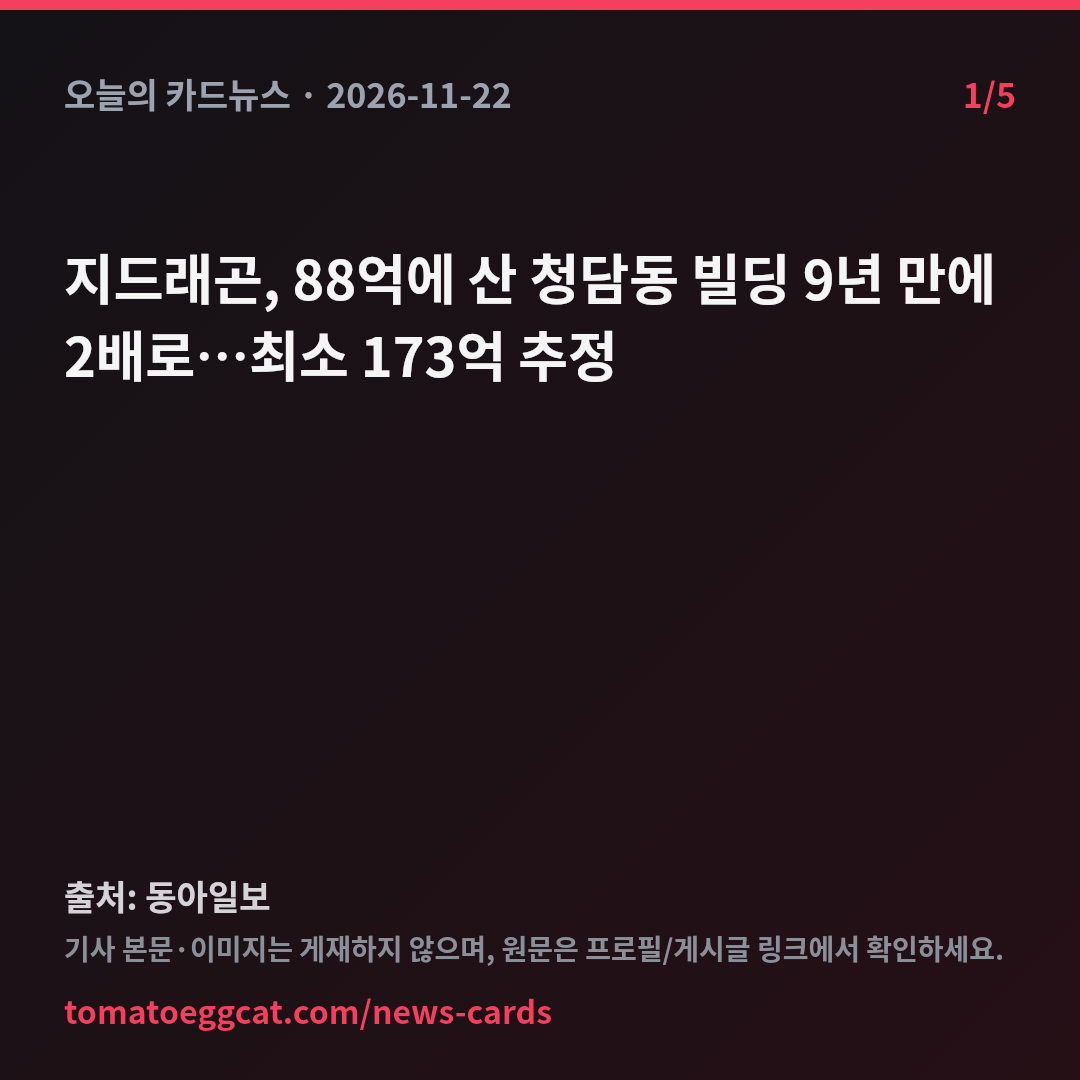 오늘의 카드뉴스 · 2026-11-22
1/5
지드래곤, 88억에 산 청담동 빌딩 9년 만에
2배로…최소 173억 추정
출처: 동아일보
기사 본문·이미지는 게재하지 않으며, 원문은 프로필/게시글 링크에서 확인하세요.
tomatoeggcat.com/news-cards